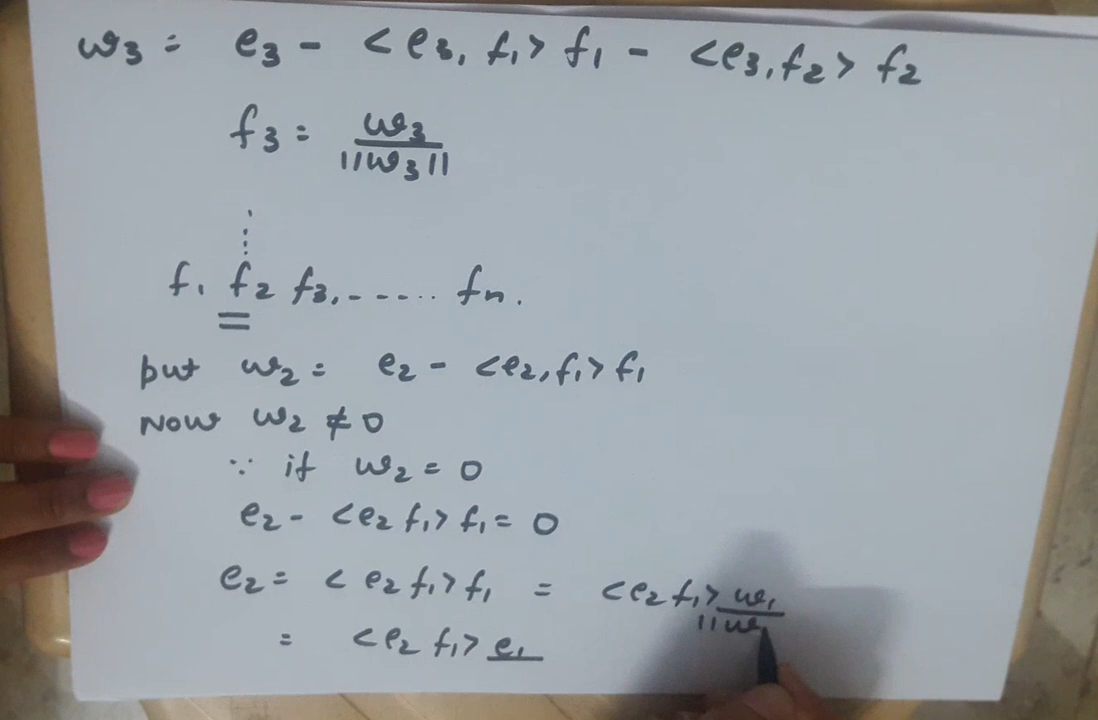 w3 = e3 - <e3, f1> f1 - <e3, f2> f2
f3 = w3 / ||w3||
⋮
f1 f2 f3, ------ fn.
put w2 = e2 - <e2, f1> f1
Now w2 ≠ 0
∵ if w2 = 0
e2 - <e2 f1> f1 = 0
e2 = <e2 f1> f1 = <e2 f1> w1 / ||w1
= <e2 f1> e1